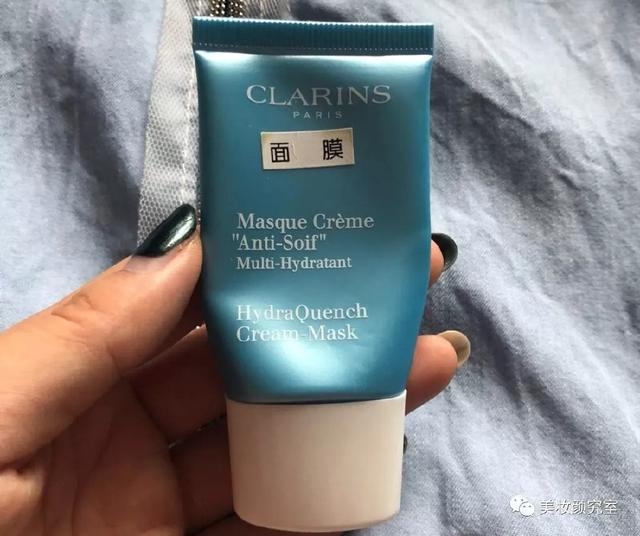 CLARINS
PARIS
面 膜
Masque Crème
"Anti-Soif"
Multi-Hydratant
HydraQuench
Cream-Mask
美妆颜究室